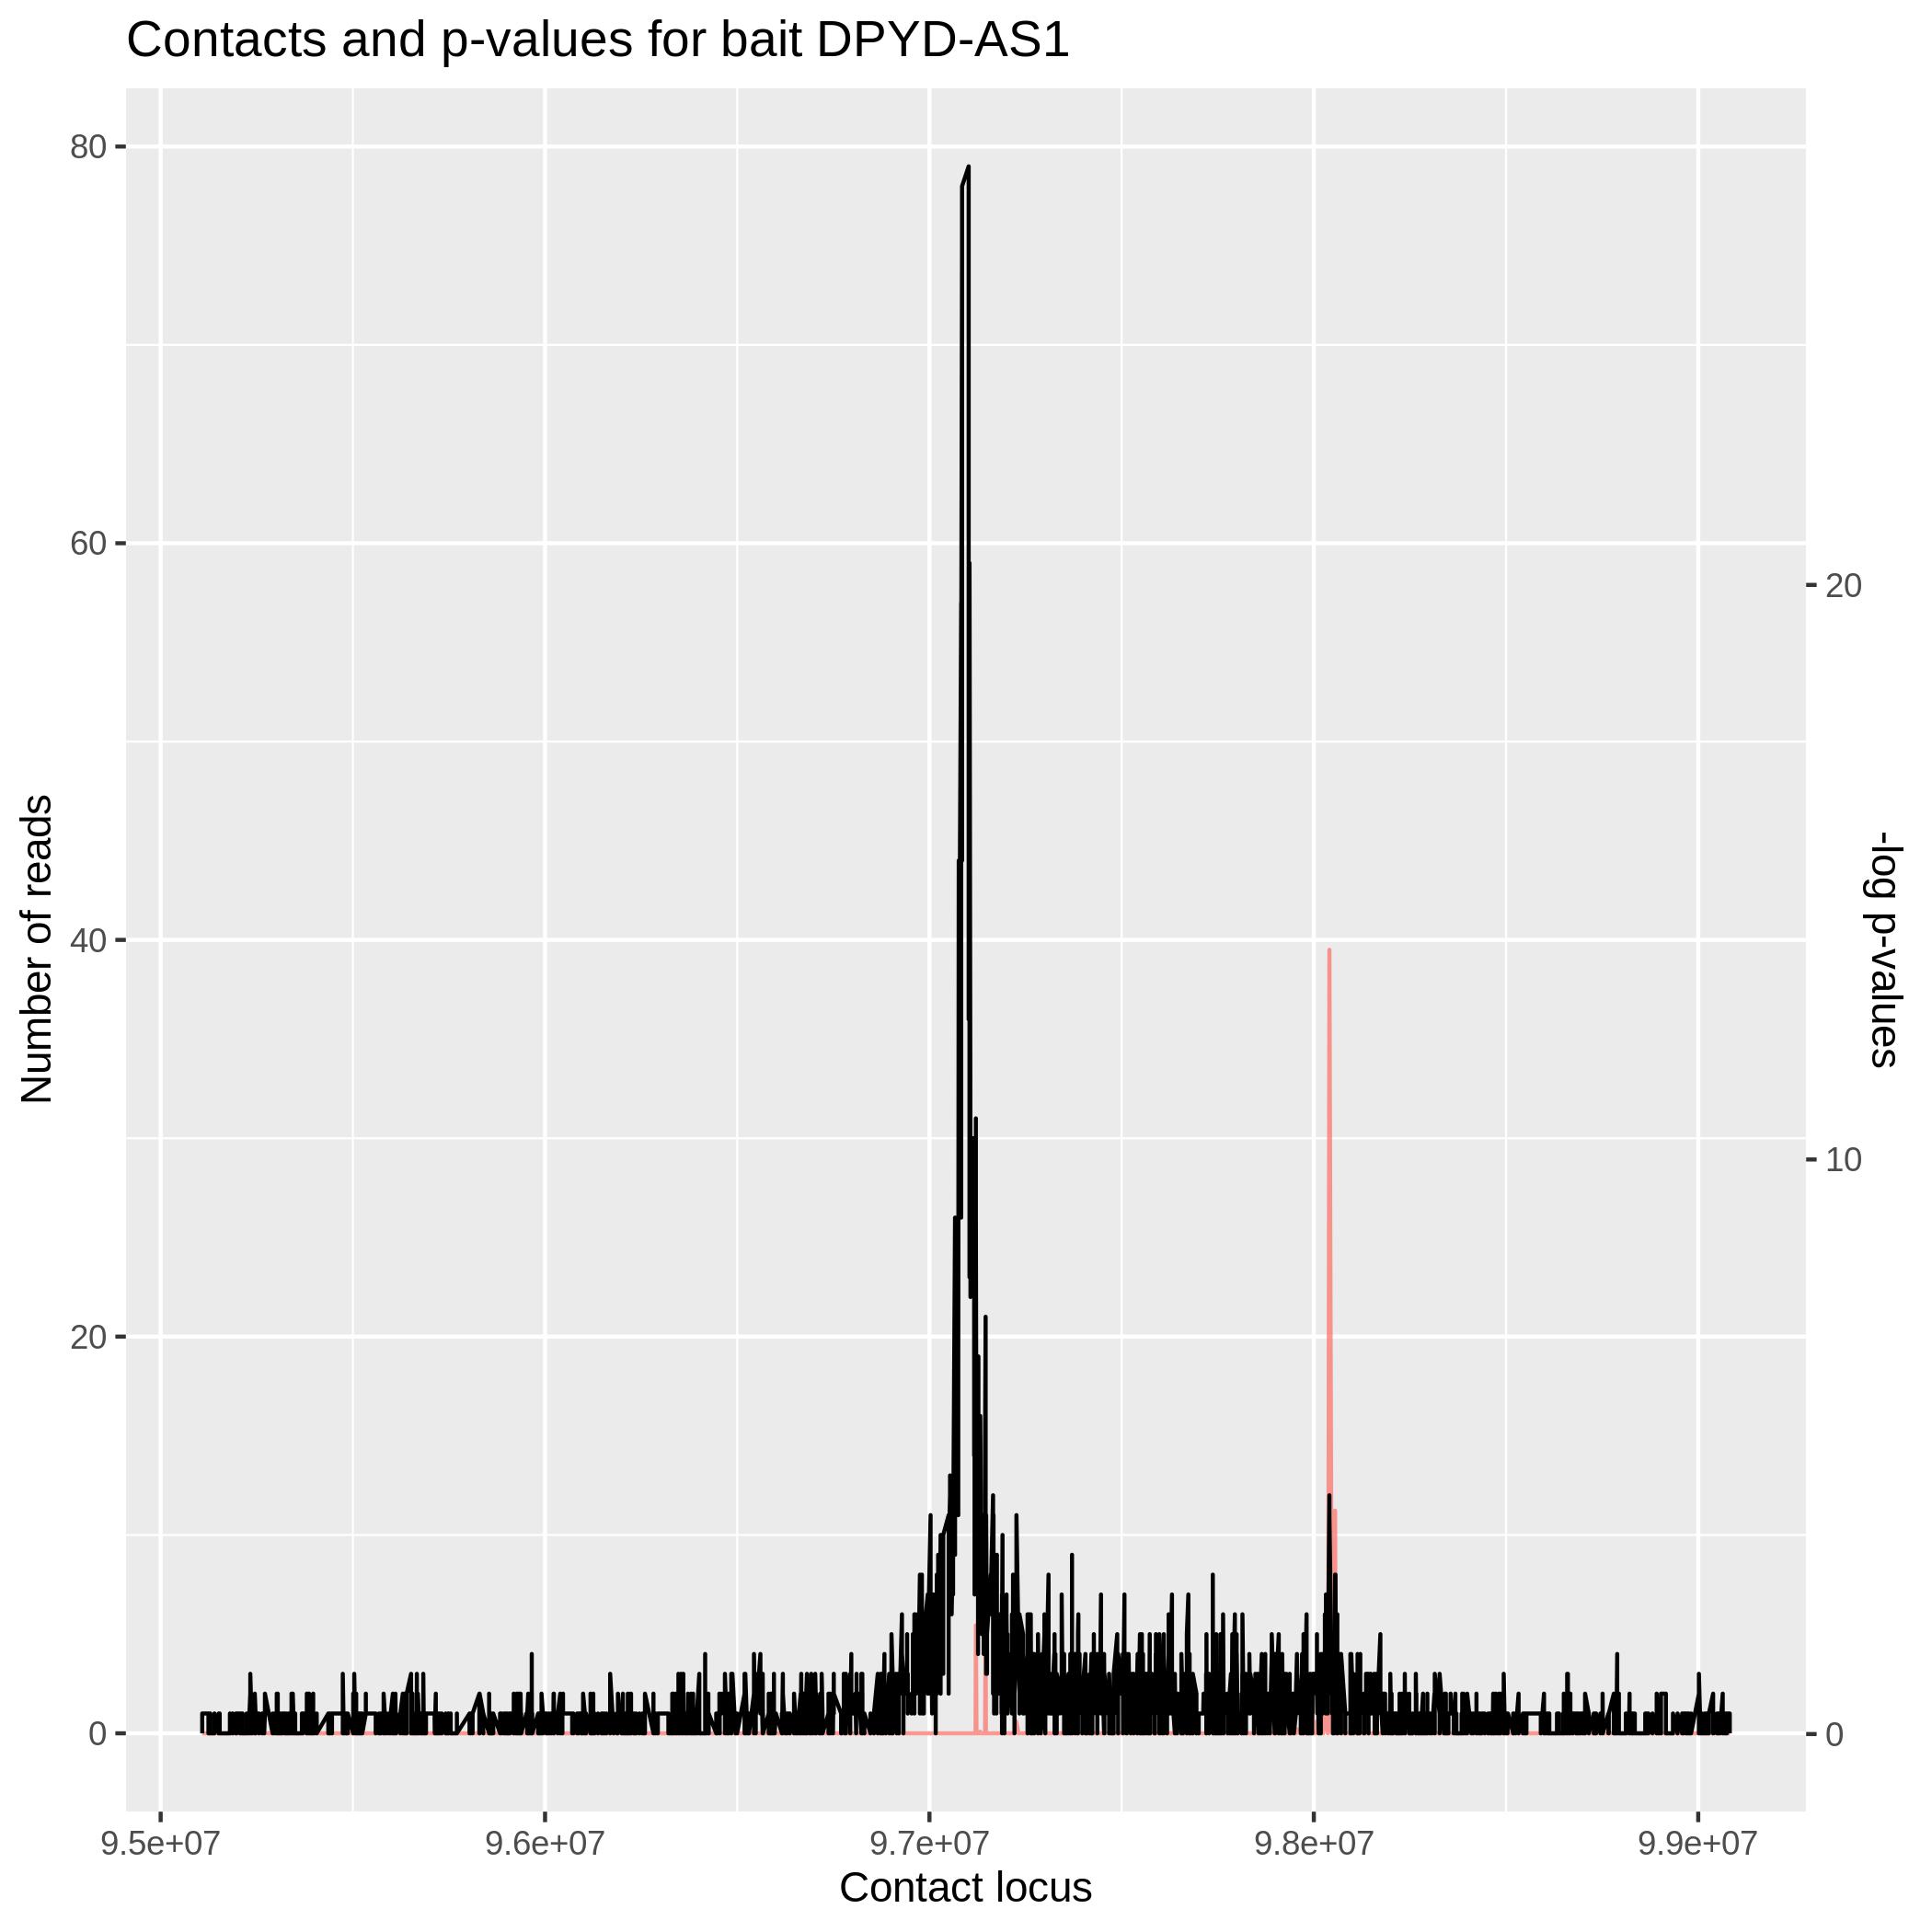 Contacts and p-values for bait DPYD-AS1
80
60
40
20
0
Number of reads
20
10
0
-log p-values
9.5e+07
9.6e+07
9.7e+07
9.8e+07
9.9e+07
Contact locus